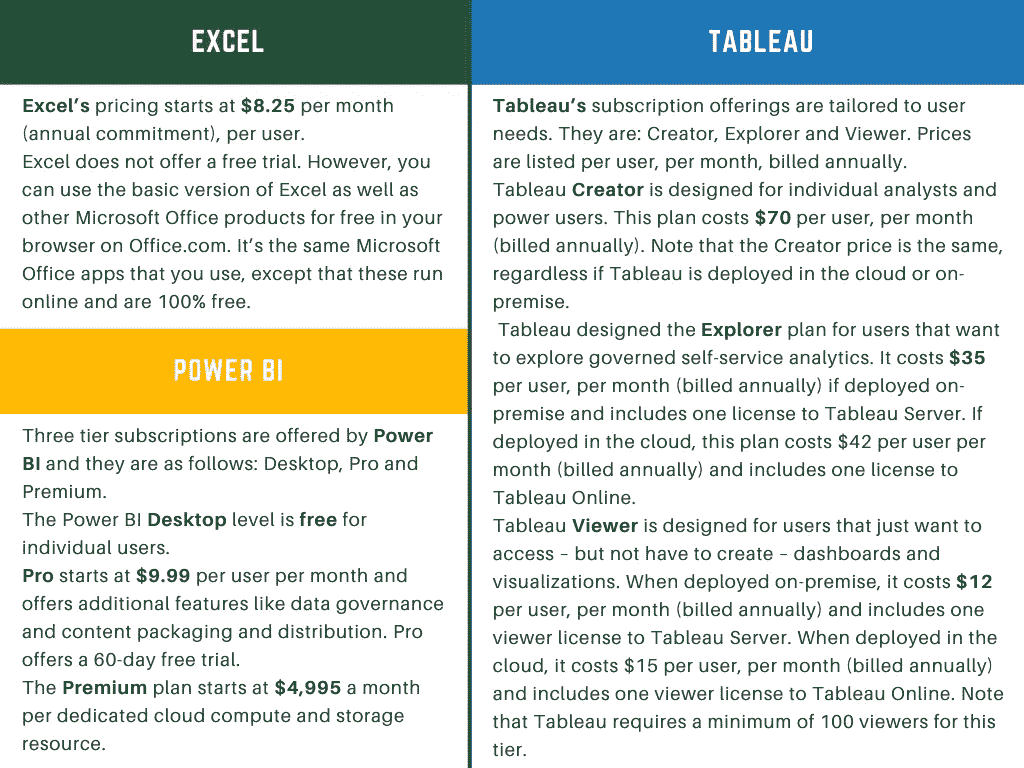 EXCEL
Excel’s pricing starts at $8.25 per month
(annual commitment), per user.
Excel does not offer a free trial. However, you
can use the basic version of Excel as well as
other Microsoft Office products for free in your
browser on Office.com. It’s the same Microsoft
Office apps that you use, except that these run
online and are 100% free.
POWER BI
Three tier subscriptions are offered by Power
BI and they are as follows: Desktop, Pro and
Premium.
The Power BI Desktop level is free for
individual users.
Pro starts at $9.99 per user per month and
offers additional features like data governance
and content packaging and distribution. Pro
offers a 60-day free trial.
The Premium plan starts at $4,995 a month
per dedicated cloud compute and storage
resource.
TABLEAU
Tableau’s subscription offerings are tailored to user
needs. They are: Creator, Explorer and Viewer. Prices
are listed per user, per month, billed annually.
Tableau Creator is designed for individual analysts and
power users. This plan costs $70 per user, per month
(billed annually). Note that the Creator price is the same,
regardless if Tableau is deployed in the cloud or on-
premise.
Tableau designed the Explorer plan for users that want
to explore governed self-service analytics. It costs $35
per user, per month (billed annually) if deployed on-
premise and includes one license to Tableau Server. If
deployed in the cloud, this plan costs $42 per user per
month (billed annually) and includes one license to
Tableau Online.
Tableau Viewer is designed for users that just want to
access – but not have to create – dashboards and
visualizations. When deployed on-premise, it costs $12
per user, per month (billed annually) and includes one
viewer license to Tableau Server. When deployed in the
cloud, it costs $15 per user, per month (billed annually)
and includes one viewer license to Tableau Online. Note
that Tableau requires a minimum of 100 viewers for this
tier.